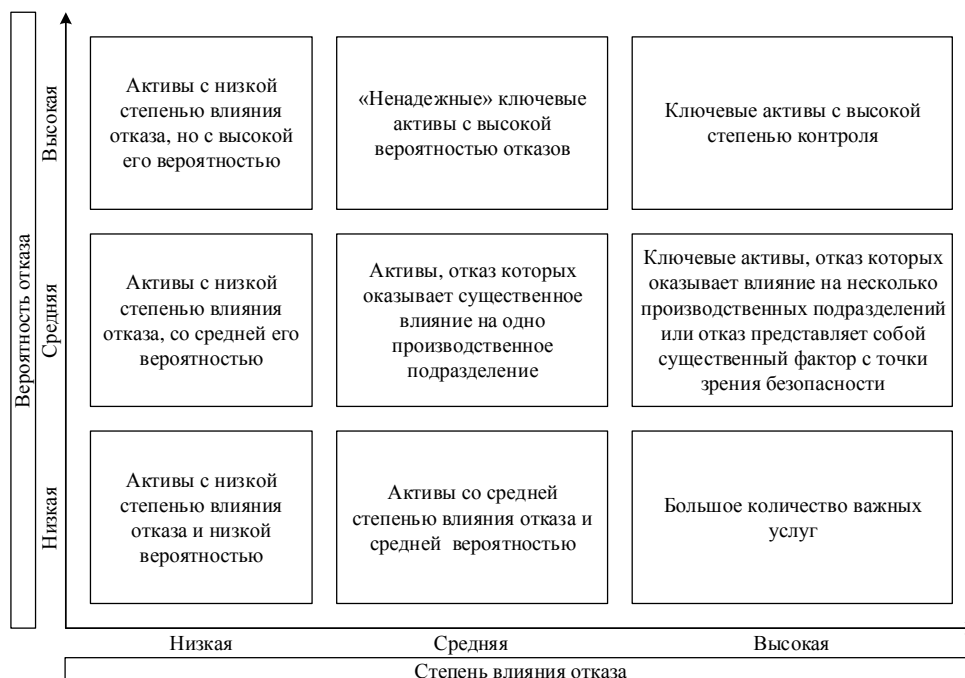 Вероятность отказа
Высокая
Активы с низкой
степенью влияния
отказа, но с высокой
его вероятностью
«Ненадежные» ключевые
активы с высокой
вероятностью отказов
Ключевые активы с высокой
степенью контроля
Средняя
Активы с низкой
степенью влияния
отказа, со средней его
вероятностью
Активы, отказ которых
оказывает существенное
влияние на одно
производственное
подразделение
Ключевые активы, отказ которых
оказывает влияние на несколько
производственных подразделений
или отказ представляет собой
существенный фактор с точки
зрения безопасности
Низкая
Активы с низкой
степенью влияния
отказа и низкой
вероятностью
Активы со средней
степенью влияния отказа и
средней вероятностью
Большое количество важных
услуг
Низкая
Средняя
Высокая
Степень влияния отказа